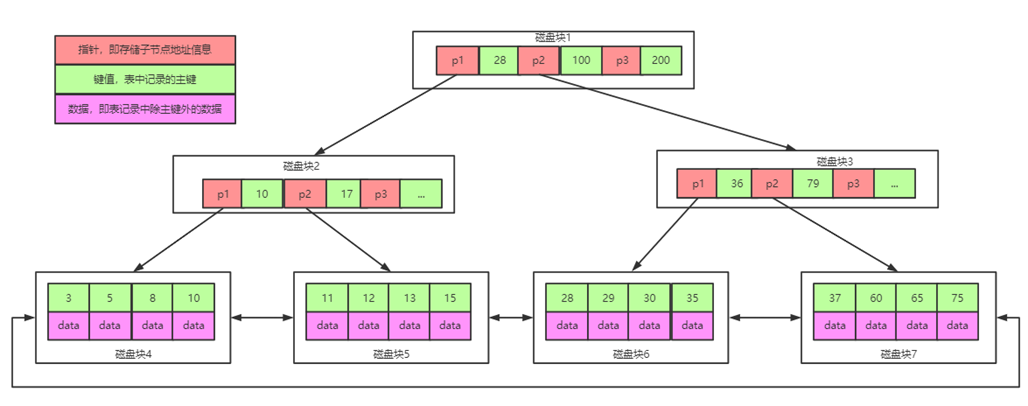 指针，即存储子节点地址信息
键值，表中记录的主键
数据，即表记录中除主键外的数据
磁盘块1
p1 28 p2 100 p3 200
磁盘块2
p1 10 p2 17 p3 ...
磁盘块3
p1 36 p2 79 p3 ...
3 5 8 10
data data data data
磁盘块4
11 12 13 15
data data data data
磁盘块5
28 29 30 35
data data data data
磁盘块6
37 60 65 75
data data data data
磁盘块7